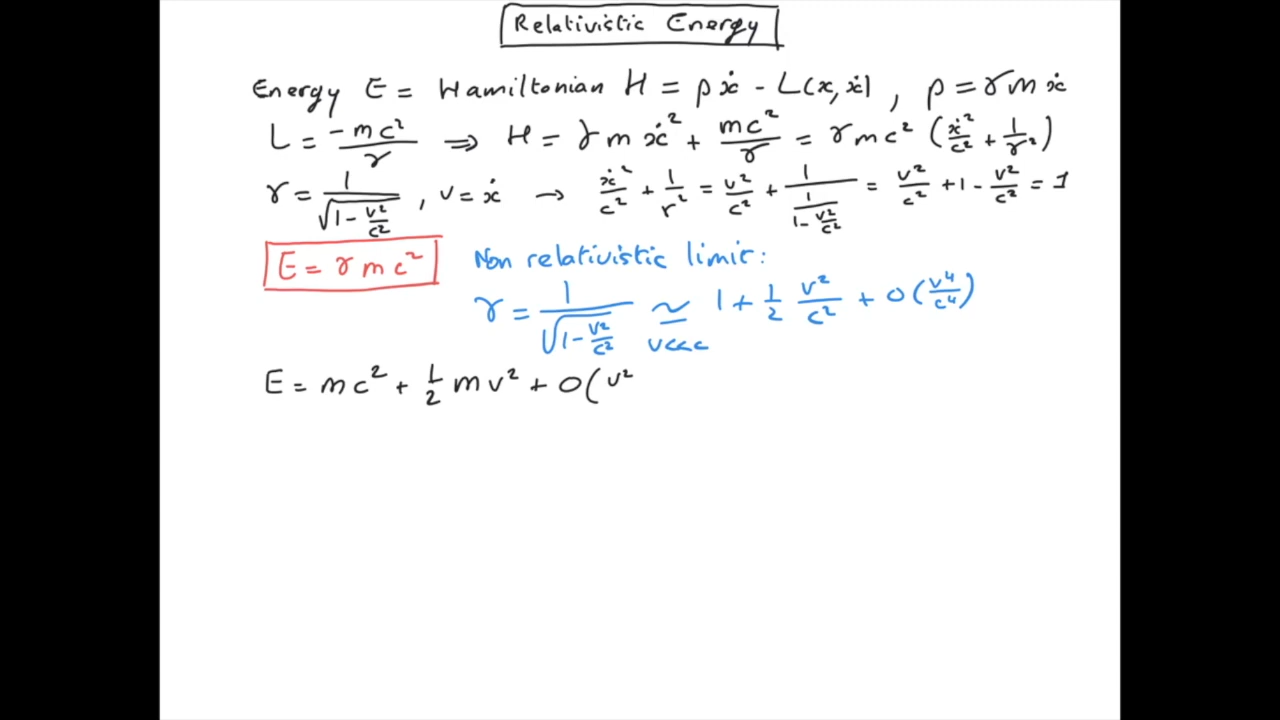 Relativistic Energy
Energy E = Hamiltonian H = pẋ - L(x, ẋ), p = γmẋ
L = -mc²/γ ⇒ H = γmẋ² + mc²/γ = γmc² (ẋ²/c² + 1/γ²)
γ = 1/√(1 - v²/c²), v = ẋ → ẋ²/c² + 1/γ² = v²/c² + 1/(1/(1 - v²/c²)) = v²/c² + 1 - v²/c² = 1
E = γmc²
Non relativistic limit:
γ = 1/√(1 - v²/c²) ≃ 1 + 1/2 v²/c² + O(v⁴/c⁴)
v<<c
E = mc² + 1/2 mv² + O(v²